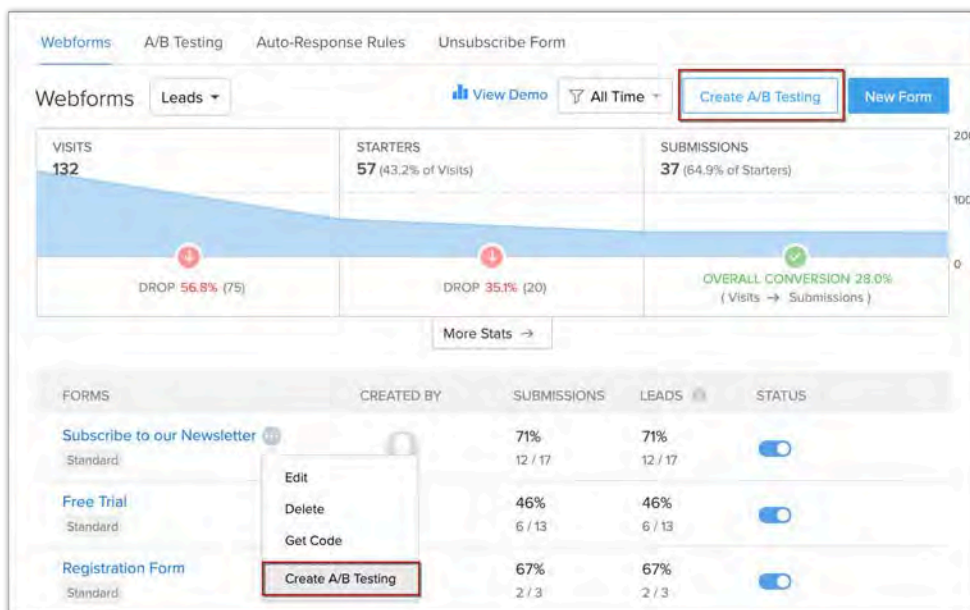 Webforms A/B Testing Auto-Response Rules Unsubscribe Form
Webforms Leads View Demo All Time Create A/B Testing New Form
VISITS STARTERS SUBMISSIONS 200
132 57 (43.2% of Visits) 37 (64.9% of Starters)
100
0
DROP 56.8% (75) DROP 35.1% (20) OVERALL CONVERSION 28.0%
( Visits → Submissions )
More Stats →
FORMS CREATED BY SUBMISSIONS LEADS STATUS
Subscribe to our Newsletter 71% 71%
Standard 12 / 17 12 / 17
Edit
Free Trial 46% 46%
Delete
Standard 6 / 13 6 / 13
Get Code
Registration Form 67% 67%
Create A/B Testing
Standard 2 / 3 2 / 3